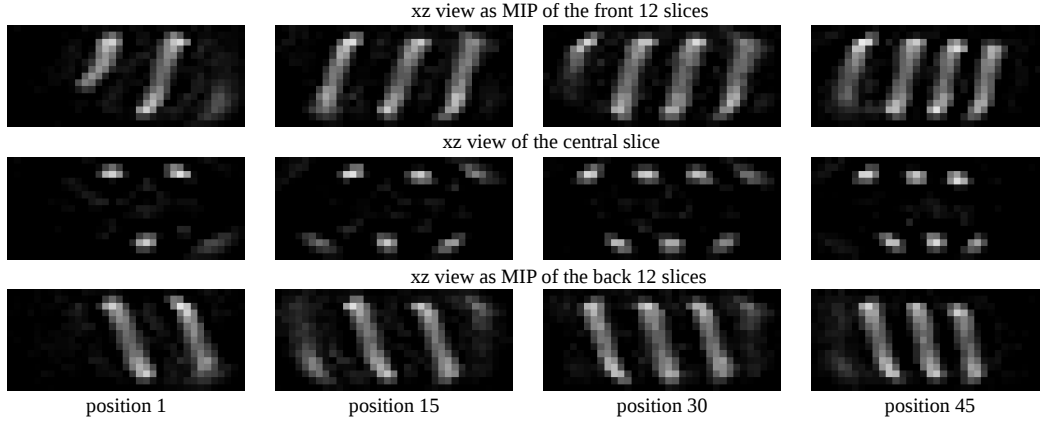 xz view as MIP of the front 12 slices
xz view of the central slice
xz view as MIP of the back 12 slices
position 1 position 15 position 30 position 45